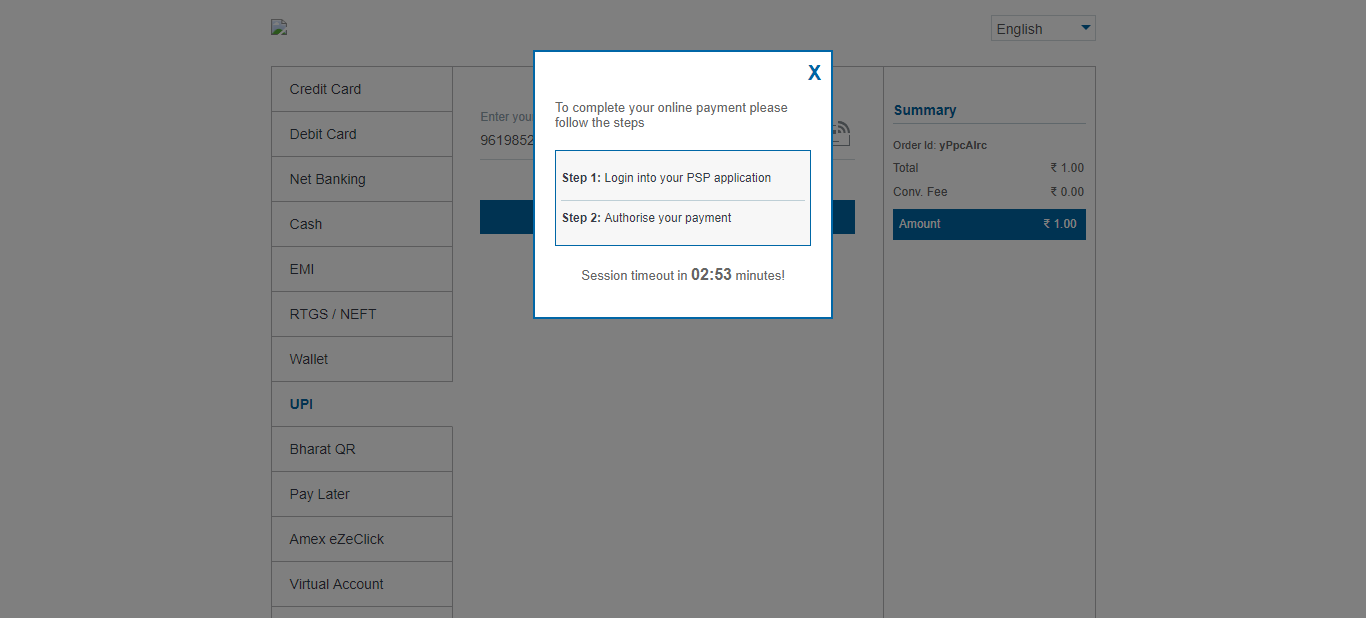 English
Credit Card
Debit Card
Net Banking
Cash
EMI
RTGS / NEFT
Wallet
UPI
Bharat QR
Pay Later
Amex eZeClick
Virtual Account
Enter your
9619852
X
To complete your online payment please
follow the steps
Step 1: Login into your PSP application
Step 2: Authorise your payment
Session timeout in 02:53 minutes!
Summary
Order Id: yPpcAIrc
Total ₹ 1.00
Conv. Fee ₹ 0.00
Amount ₹ 1.00